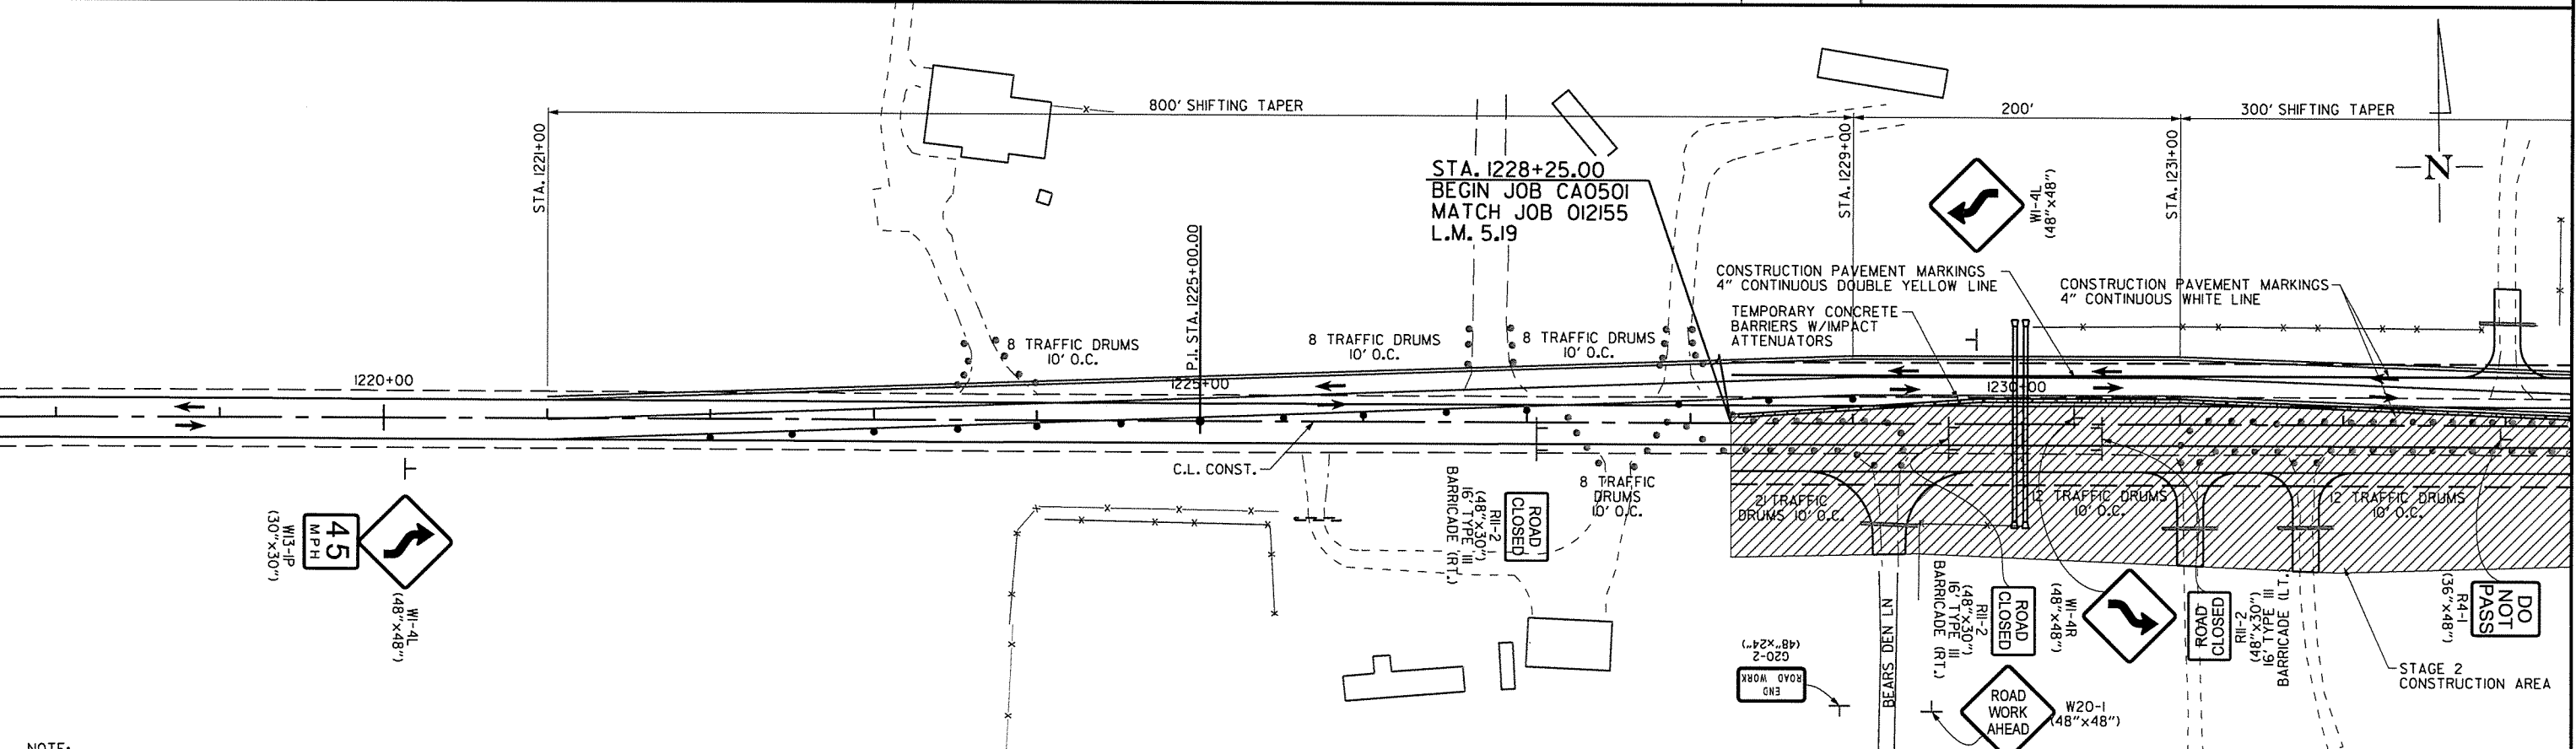 800' SHIFTING TAPER
200'
300' SHIFTING TAPER
STA. 1221+00
STA. 1229+00
STA. 1231+00
N
STA. 1228+25.00
BEGIN JOB CA0501
MATCH JOB 012155
L.M. 5.19
W1-4L
(48"x48")
P.I. STA. 1225+00.00
CONSTRUCTION PAVEMENT MARKINGS
4" CONTINUOUS DOUBLE YELLOW LINE
CONSTRUCTION PAVEMENT MARKINGS
4" CONTINUOUS WHITE LINE
TEMPORARY CONCRETE
BARRIERS W/IMPACT
ATTENUATORS
8 TRAFFIC DRUMS
10' O.C.
8 TRAFFIC DRUMS
10' O.C.
8 TRAFFIC DRUMS
10' O.C.
1220+00
1225+00
1230+00
C.L. CONST.
45
MPH
W13-1P
(30"x30")
W1-4L
(48"x48")
ROAD
CLOSED
R11-2
(48"x30")
16' TYPE III
BARRICADE (RT.)
8 TRAFFIC
DRUMS
10' O.C.
21 TRAFFIC
DRUMS 10' O.C.
12 TRAFFIC DRUMS
10' O.C.
12 TRAFFIC DRUMS
10' O.C.
ROAD
CLOSED
R11-2
(48"x30")
16' TYPE III
BARRICADE (RT.)
W1-4R
(48"x48")
ROAD
CLOSED
R11-2
(48"x30")
16' TYPE III
BARRICADE (LT.)
DO
NOT
PASS
R4-1
(36"x48")
STAGE 2
CONSTRUCTION AREA
G20-2
(48"x24")
END
ROAD WORK
BEARS DEN LN
ROAD
WORK
AHEAD
W20-1
(48"x48")
NOTE: